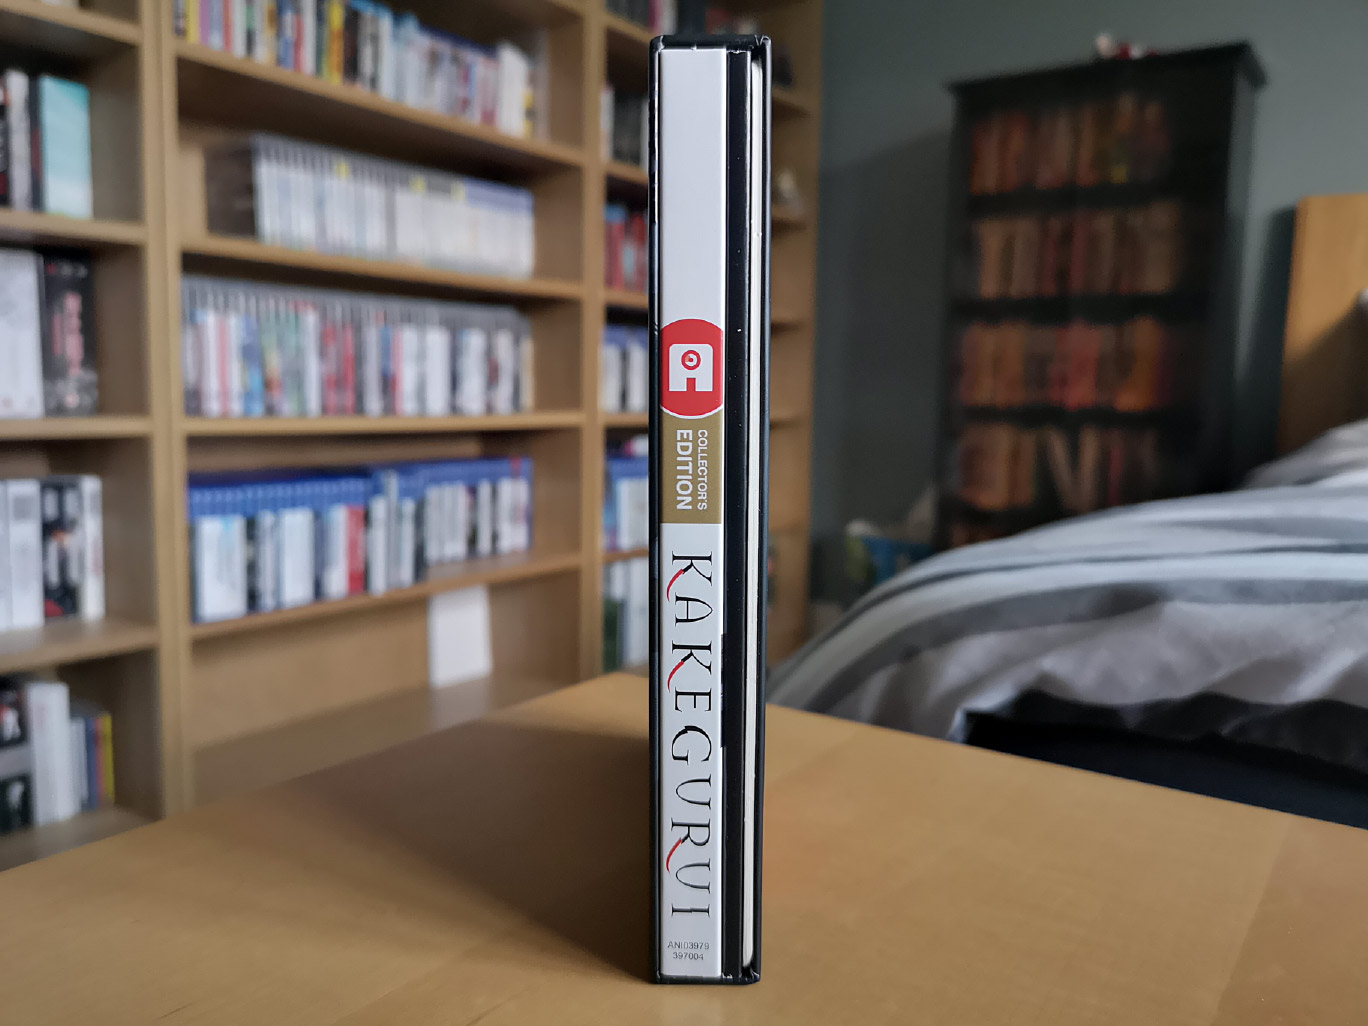 COLLECTOR'S
EDITION
KAKEGURUI
ANI03979
397004